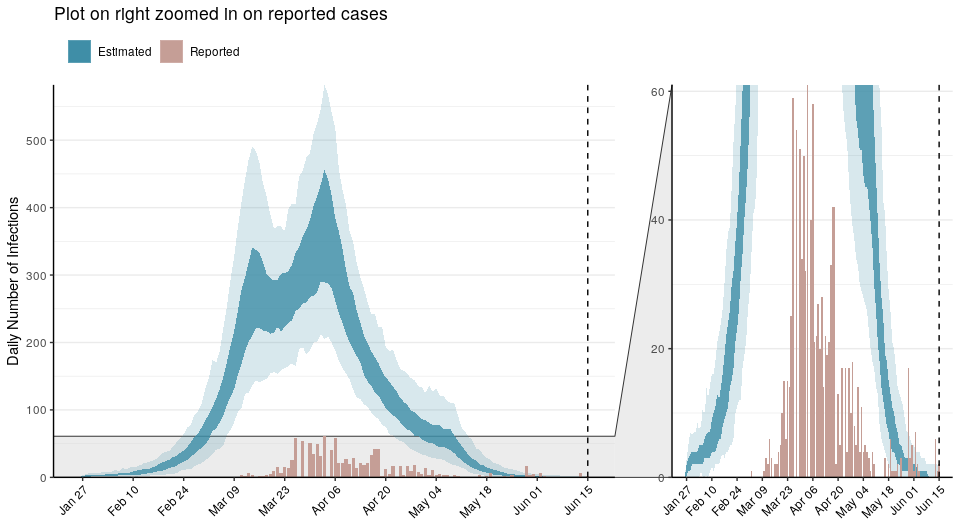 Plot on right zoomed in on reported cases
Estimated Reported
Daily Number of Infections
500
400
300
200
100
0
Jan 27 Feb 10 Feb 24 Mar 09 Mar 23 Apr 06 Apr 20 May 04 May 18 Jun 01 Jun 15
60
40
20
0
Jan 27 Feb 10 Feb 24 Mar 09 Mar 23 Apr 06 Apr 20 May 04 May 18 Jun 01 Jun 15